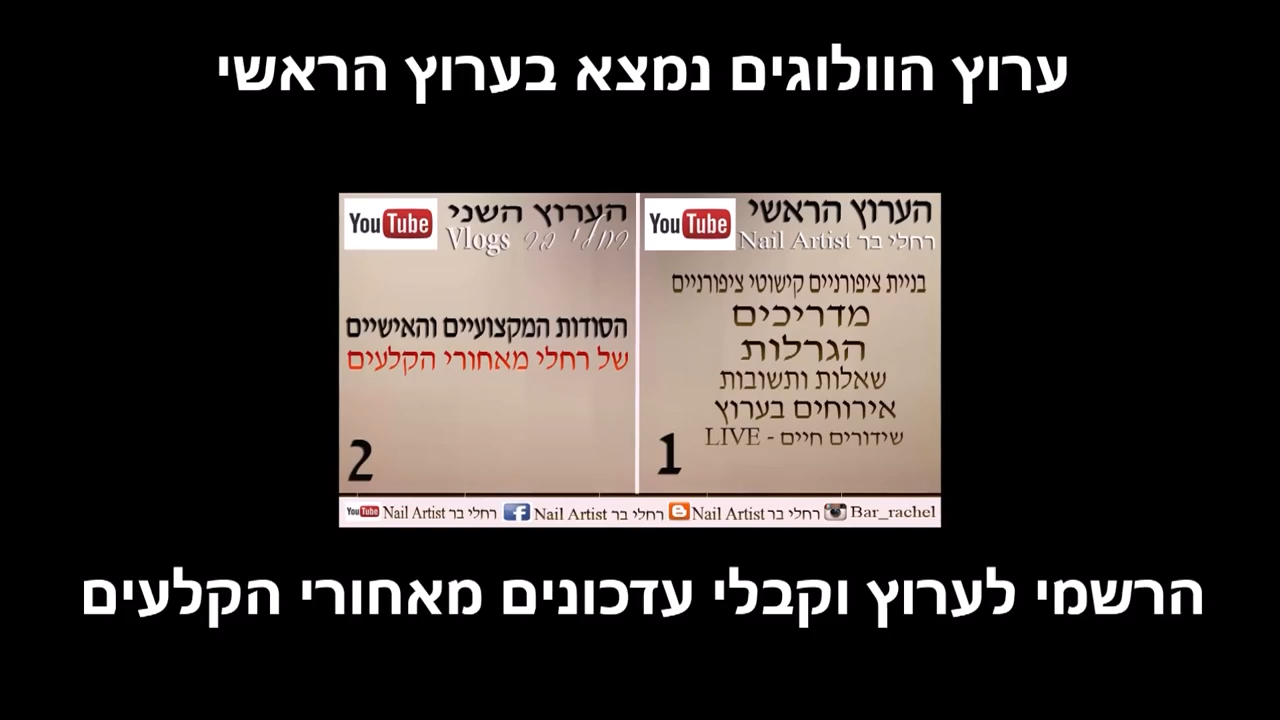 ערוץ הוולוגים נמצא בערוץ הראשי
YouTube
הערוץ הראשי
רחלי בר Nail Artist
בניית ציפורניים קישוטי ציפורניים
מדריכים
הגרלות
שאלות ותשובות
אירוחים בערוץ
שידורים חיים - LIVE
1
YouTube
הערוץ השני
רחלי בר Vlogs
הסודות המקצועיים והאישיים
של רחלי מאחורי הקלעים
2
YouTube רחלי בר Nail Artist f רחלי בר Nail Artist רחלי בר Nail Artist Bar_rachel
הרשמי לערוץ וקבלי עדכונים מאחורי הקלעים